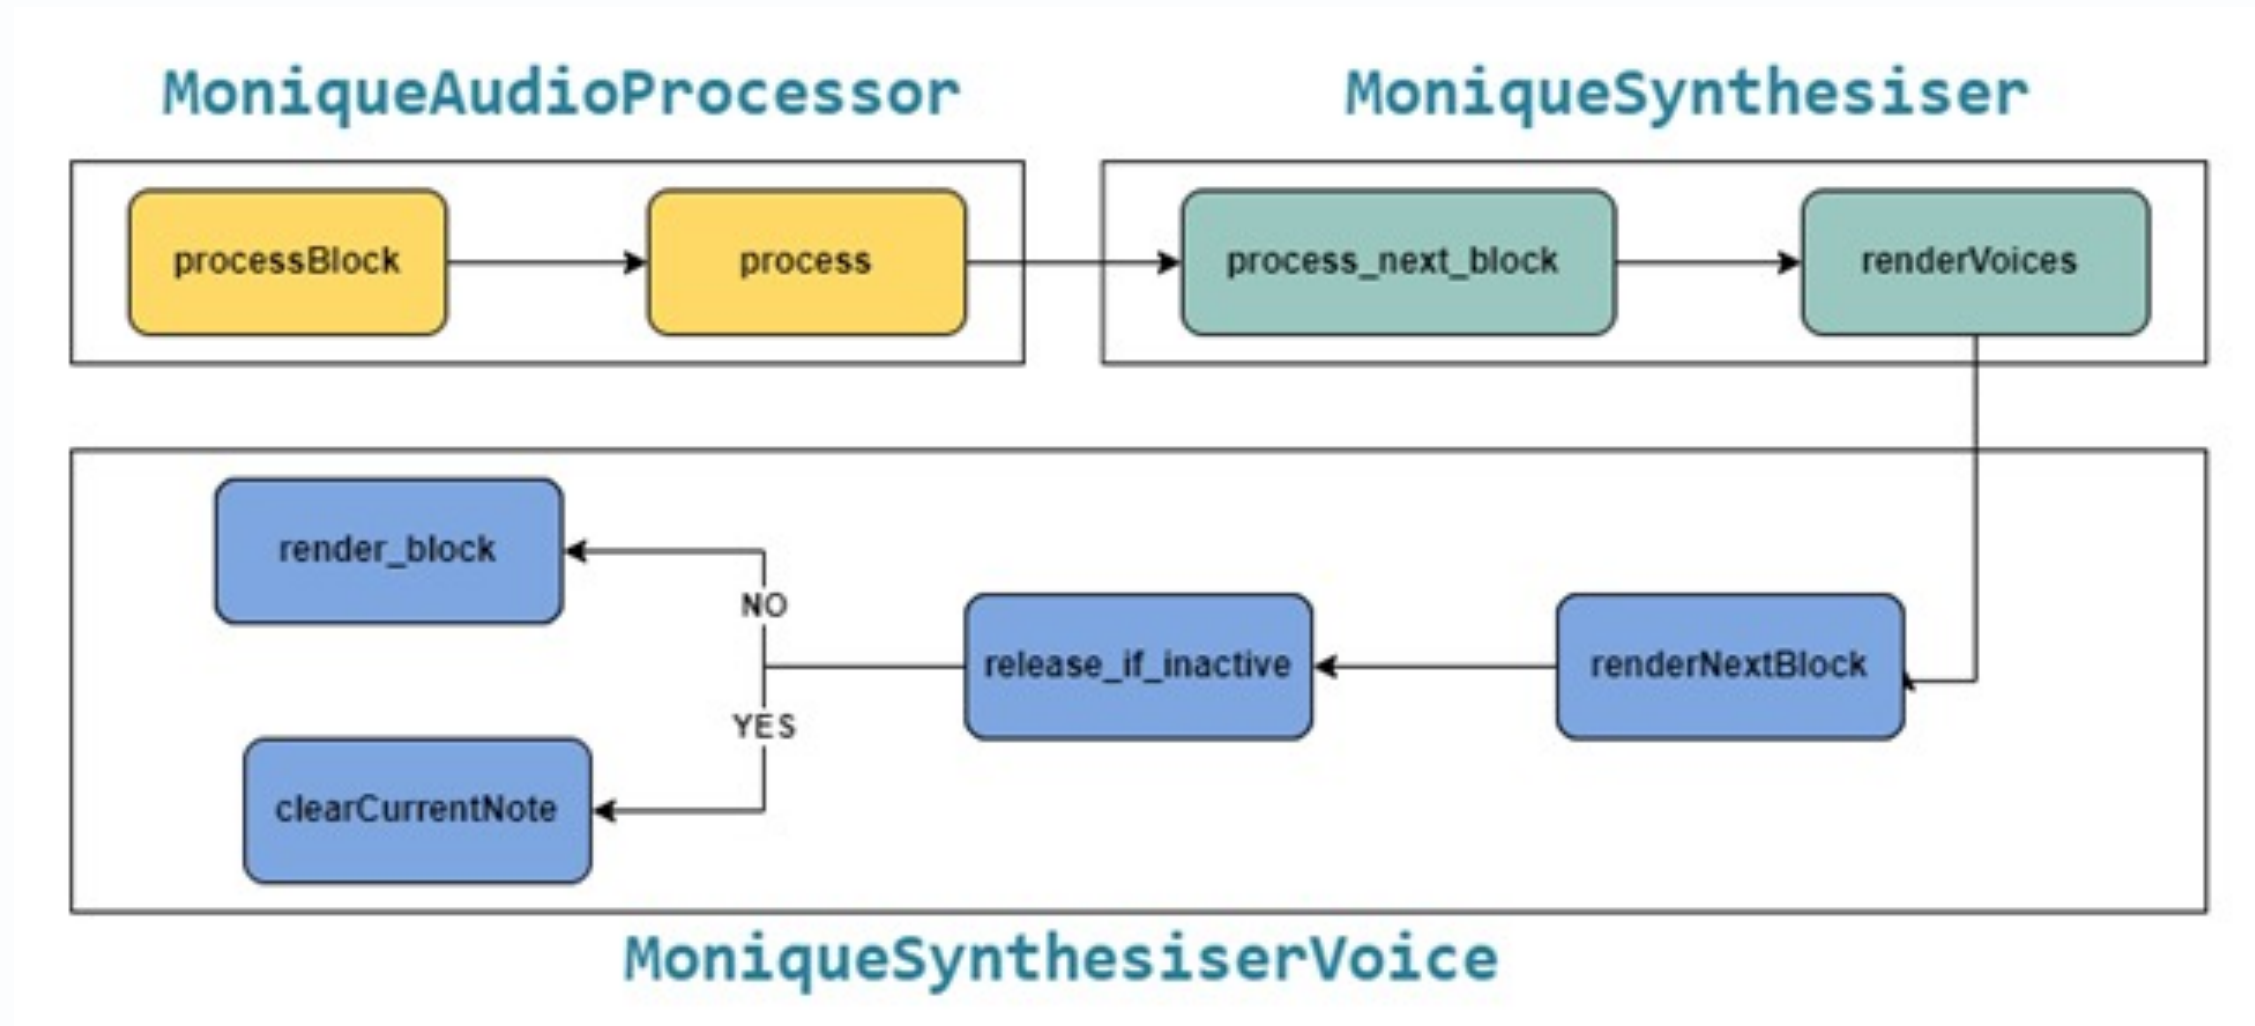 MoniqueAudioProcessor
MoniqueSynthesiser
processBlock
process
process_next_block
renderVoices
render_block
NO
release_if_inactive
renderNextBlock
YES
clearCurrentNote
MoniqueSynthesiserVoice